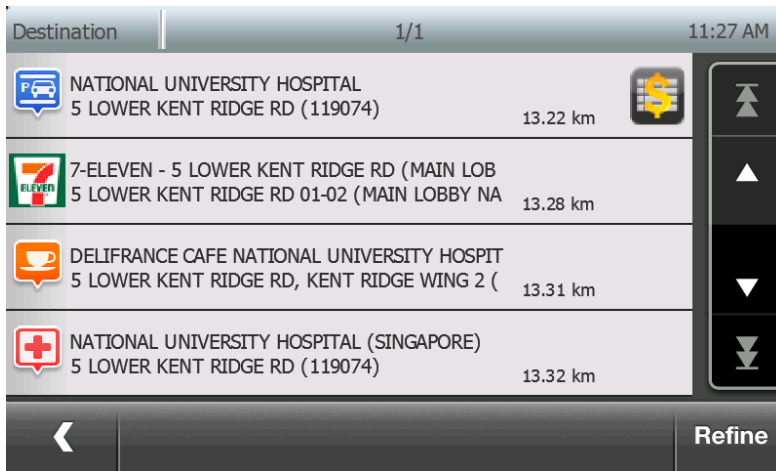 Destination 1/1 11:27 AM
NATIONAL UNIVERSITY HOSPITAL
5 LOWER KENT RIDGE RD (119074)
13.22 km
7-ELEVEN - 5 LOWER KENT RIDGE RD (MAIN LOB
5 LOWER KENT RIDGE RD 01-02 (MAIN LOBBY NA
13.28 km
ELEVEN
DELIFRANCE CAFE NATIONAL UNIVERSITY HOSPIT
5 LOWER KENT RIDGE RD, KENT RIDGE WING 2 (
13.31 km
NATIONAL UNIVERSITY HOSPITAL (SINGAPORE)
5 LOWER KENT RIDGE RD (119074)
13.32 km
P
$
Refine